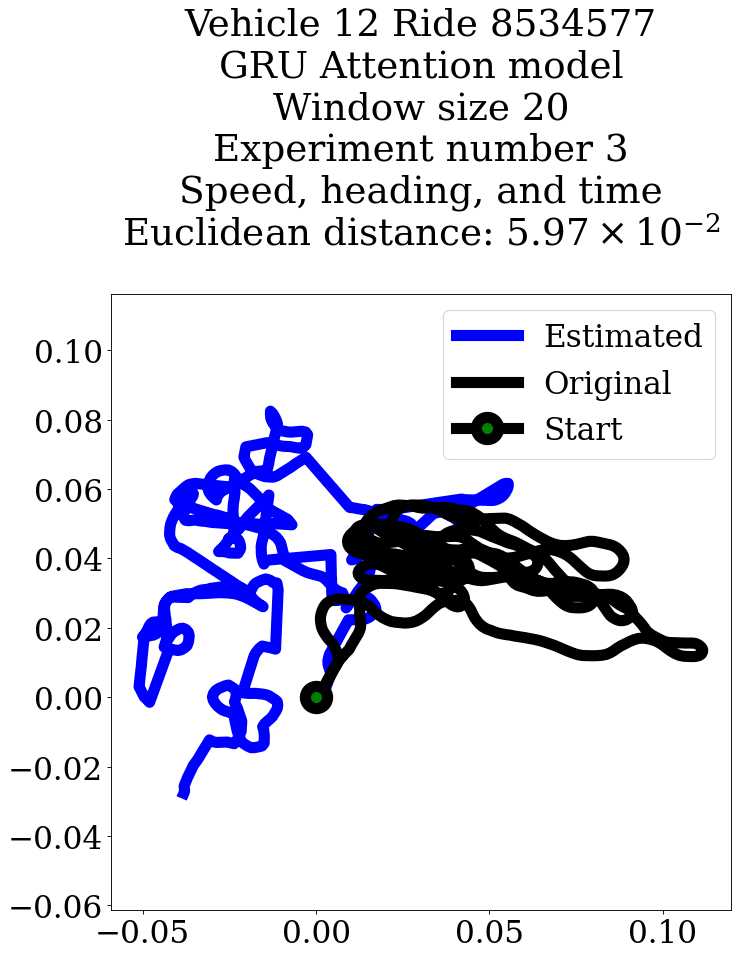 Vehicle 12 Ride 8534577
GRU Attention model
Window size 20
Experiment number 3
Speed, heading, and time
Euclidean distance: 5.97 × 10⁻²
Estimated
Original
Start
0.10
0.08
0.06
0.04
0.02
0.00
−0.02
−0.04
−0.06
−0.05
0.00
0.05
0.10